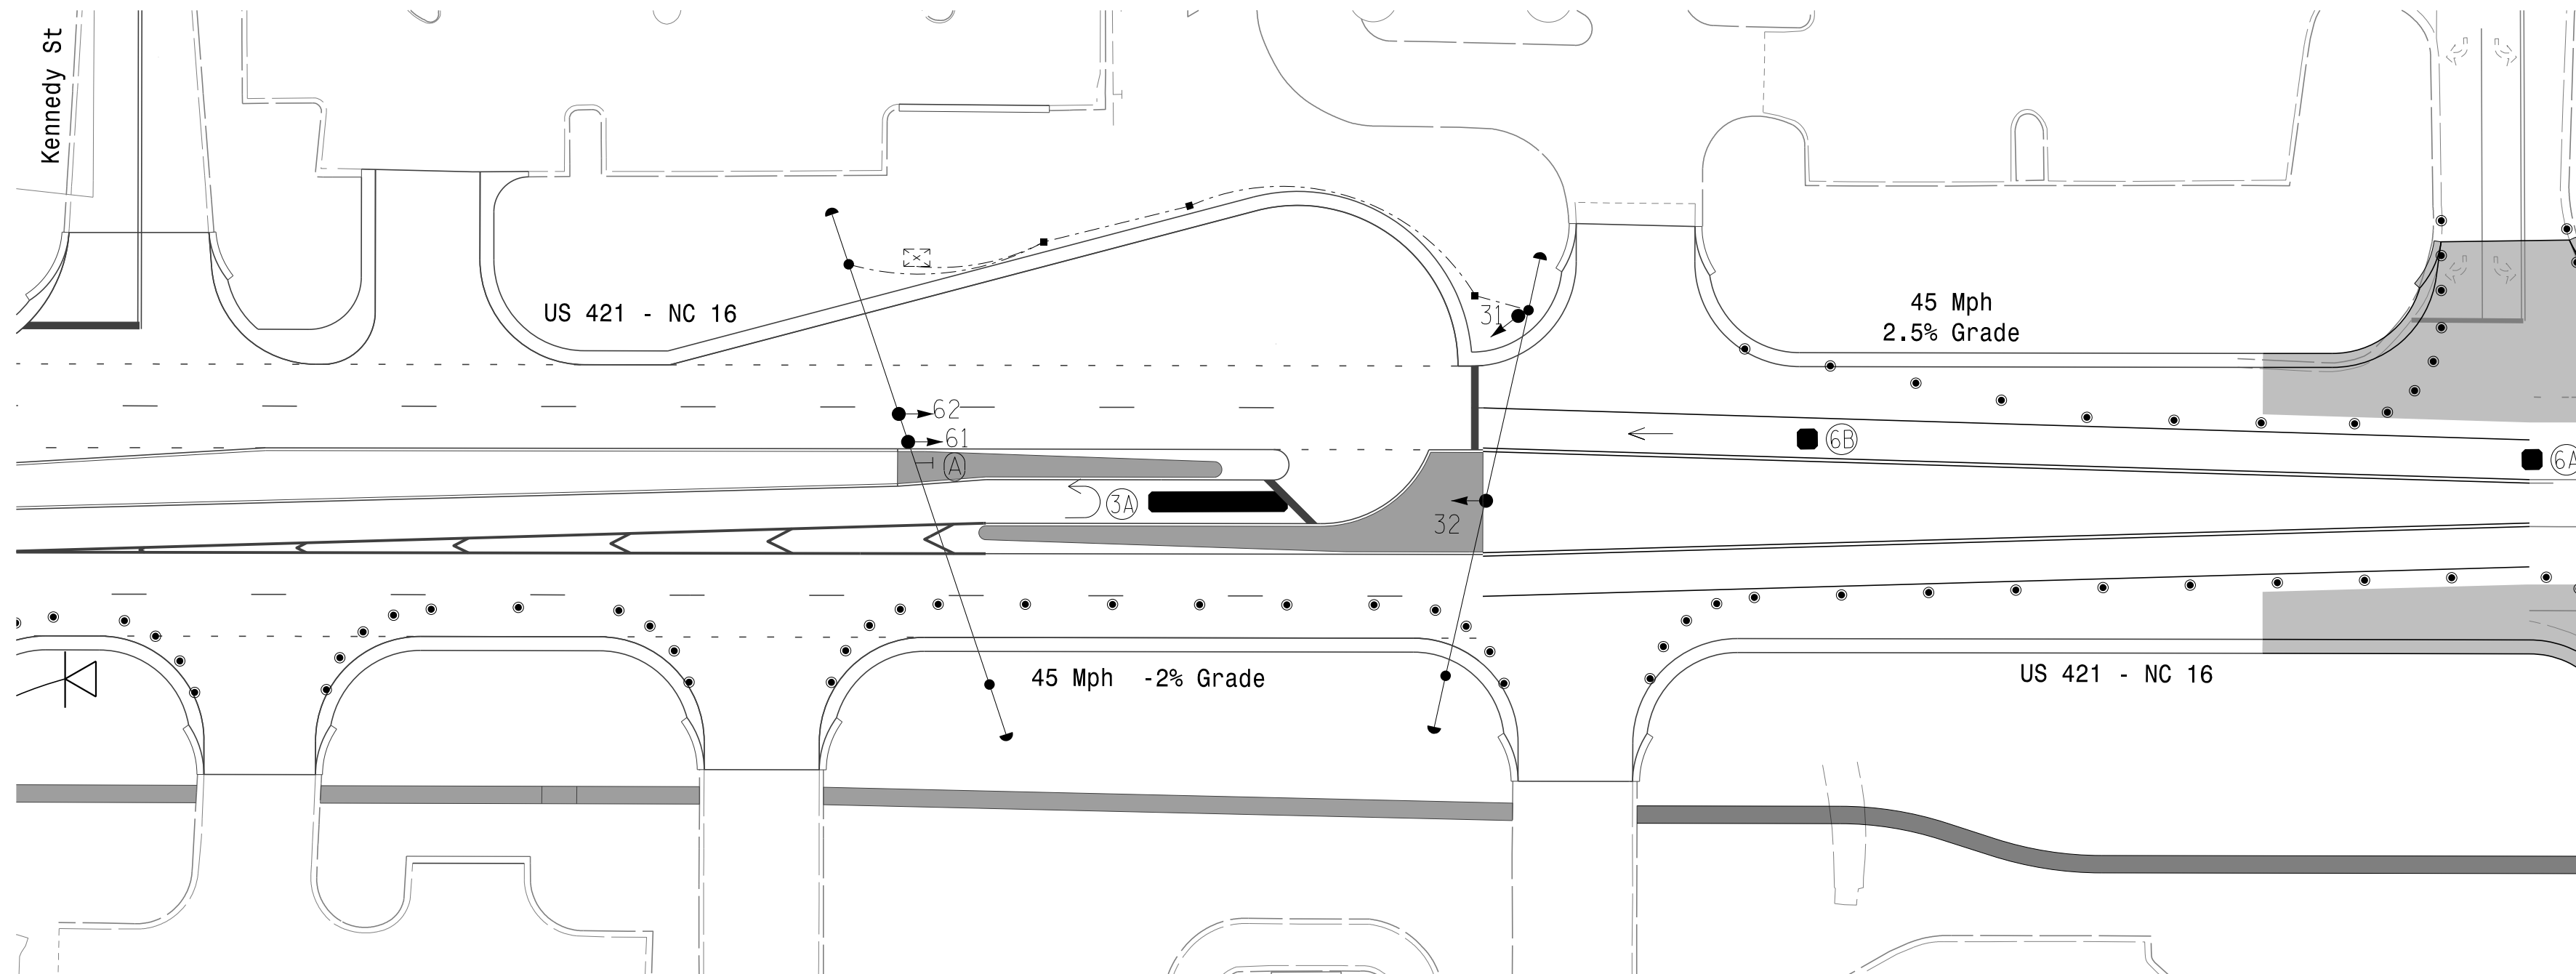 Kennedy St
US 421 - NC 16
31
45 Mph
2.5% Grade
62
61
A
6B
6A
3A
32
45 Mph -2% Grade
US 421 - NC 16